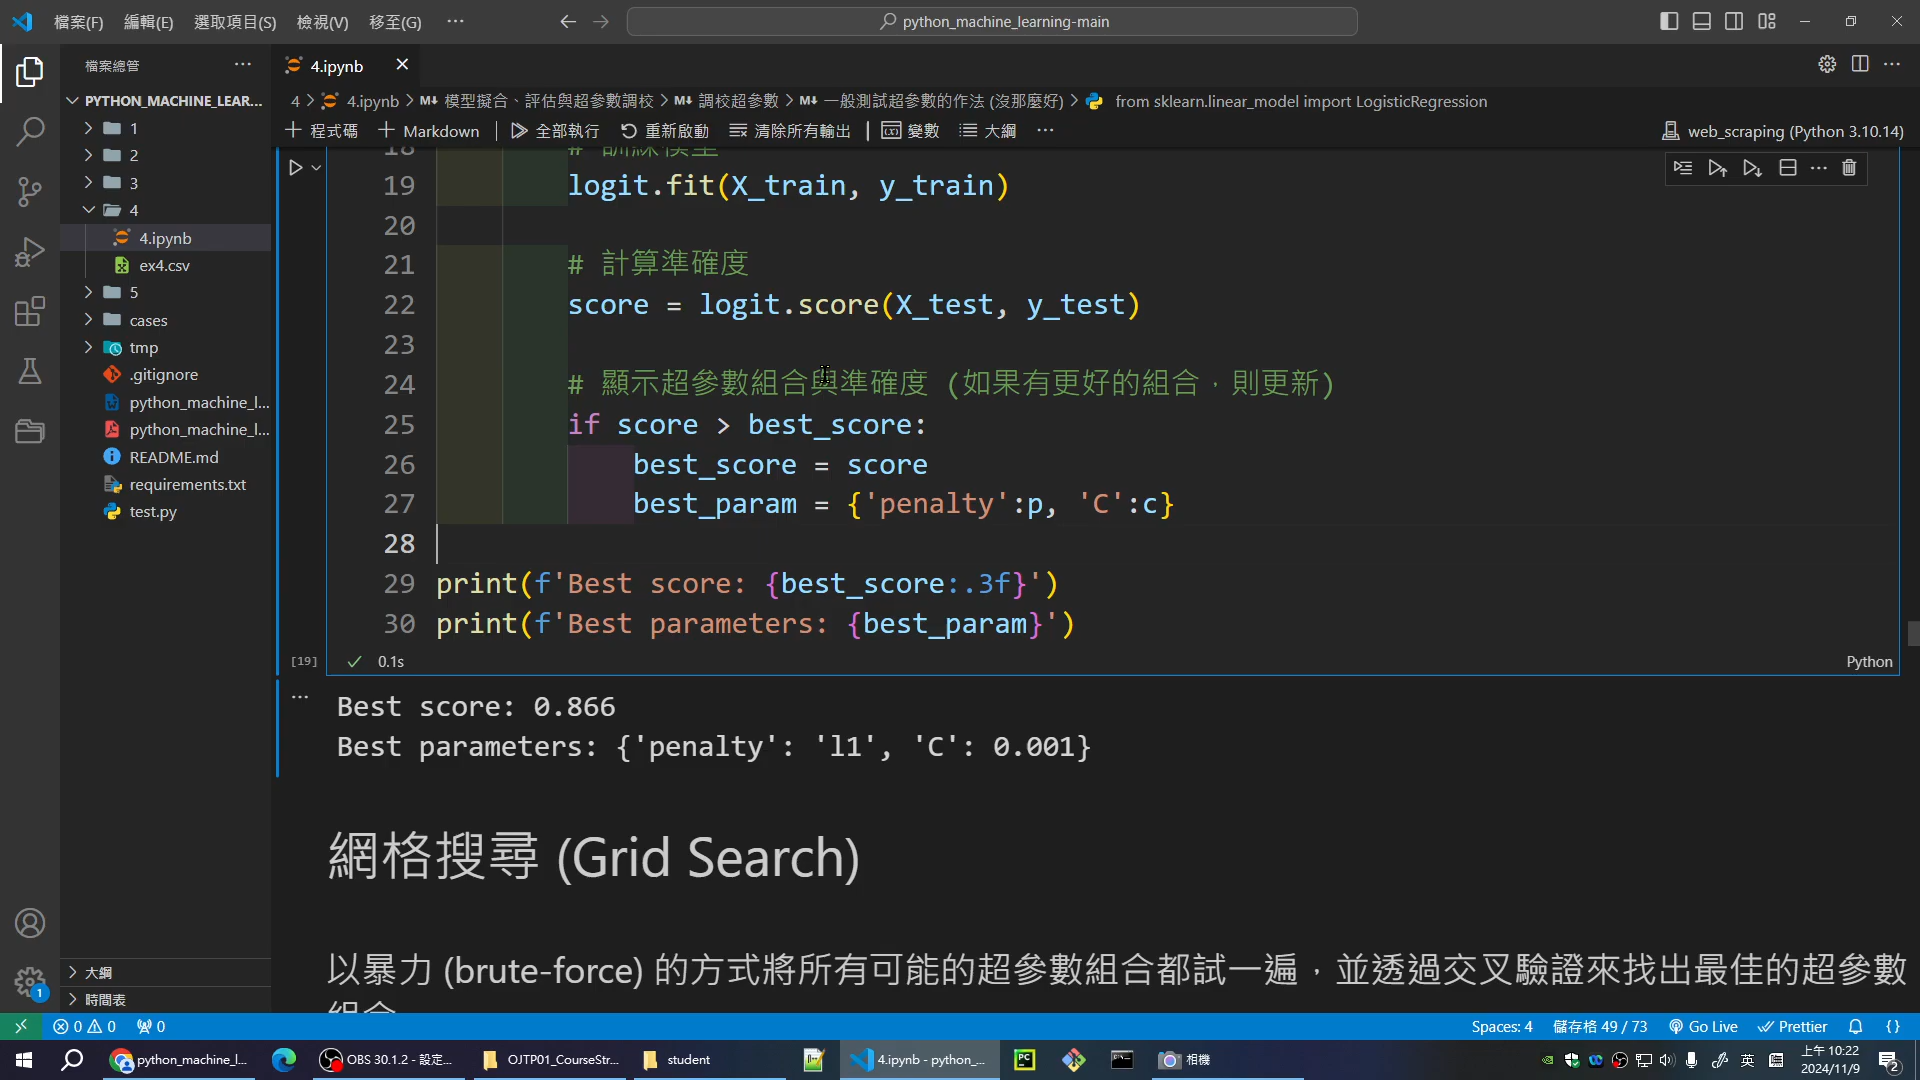 檔案(F) 編輯(E) 選取項目(S) 檢視(V) 移至(G) ··· python_machine_learning-main
檔案總管 ···
4.ipynb
PYTHON_MACHINE_LEAR...
1
2
3
4
4.ipynb
ex4.csv
5
cases
tmp
.gitignore
python_machine_l...
python_machine_l...
README.md
requirements.txt
test.py
大綱
時間表
4 > 4.ipynb > M↓ 模型擬合、評估與超參數調校 > M↓ 調校超參數 > M↓ 一般測試超參數的作法 (沒那麼好) > from sklearn.linear_model import LogisticRegression
+ 程式碼 + Markdown | 全部執行 重新啟動 清除所有輸出 | 變數 大綱 ··· web_scraping (Python 3.10.14)
18 # 訓練模型
19 logit.fit(X_train, y_train)
20
21 # 計算準確度
22 score = logit.score(X_test, y_test)
23
24 # 顯示超參數組合與準確度 (如果有更好的組合，則更新)
25 if score > best_score:
26 best_score = score
27 best_param = {'penalty':p, 'C':c}
28
29 print(f'Best score: {best_score:.3f}')
30 print(f'Best parameters: {best_param}')
[19] ✓ 0.1s Python
Best score: 0.866
Best parameters: {'penalty': 'l1', 'C': 0.001}
網格搜尋 (Grid Search)
以暴力 (brute-force) 的方式將所有可能的超參數組合都試一遍，並透過交叉驗證來找出最佳的超參數
組合
1
0 0 0 Spaces: 4 儲存格 49 / 73 Go Live Prettier {}
python_machine_l... OBS 30.1.2 - 設定... OJTP01_CourseStr... student 4.ipynb - python_... PC 相機 英 上午 10:22
2024/11/9 2